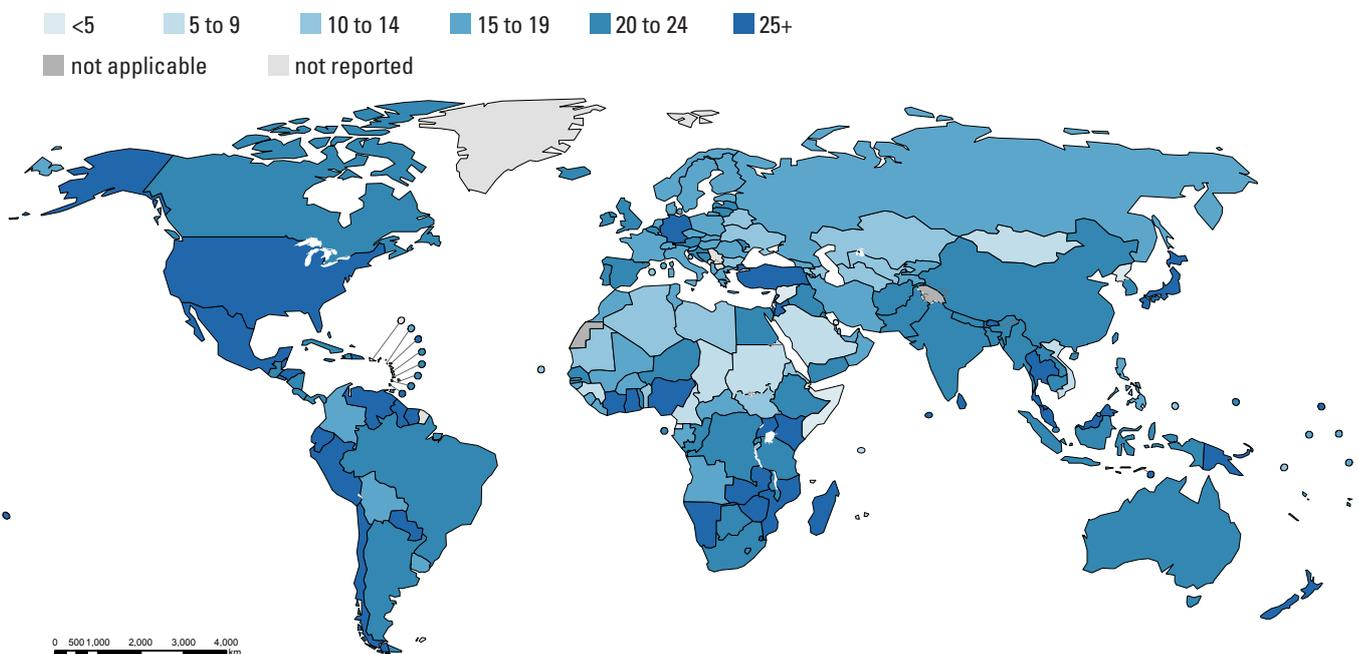 <5 5 to 9 10 to 14 15 to 19 20 to 24 25+
not applicable not reported
0 500 1,000 2,000 3,000 4,000
km